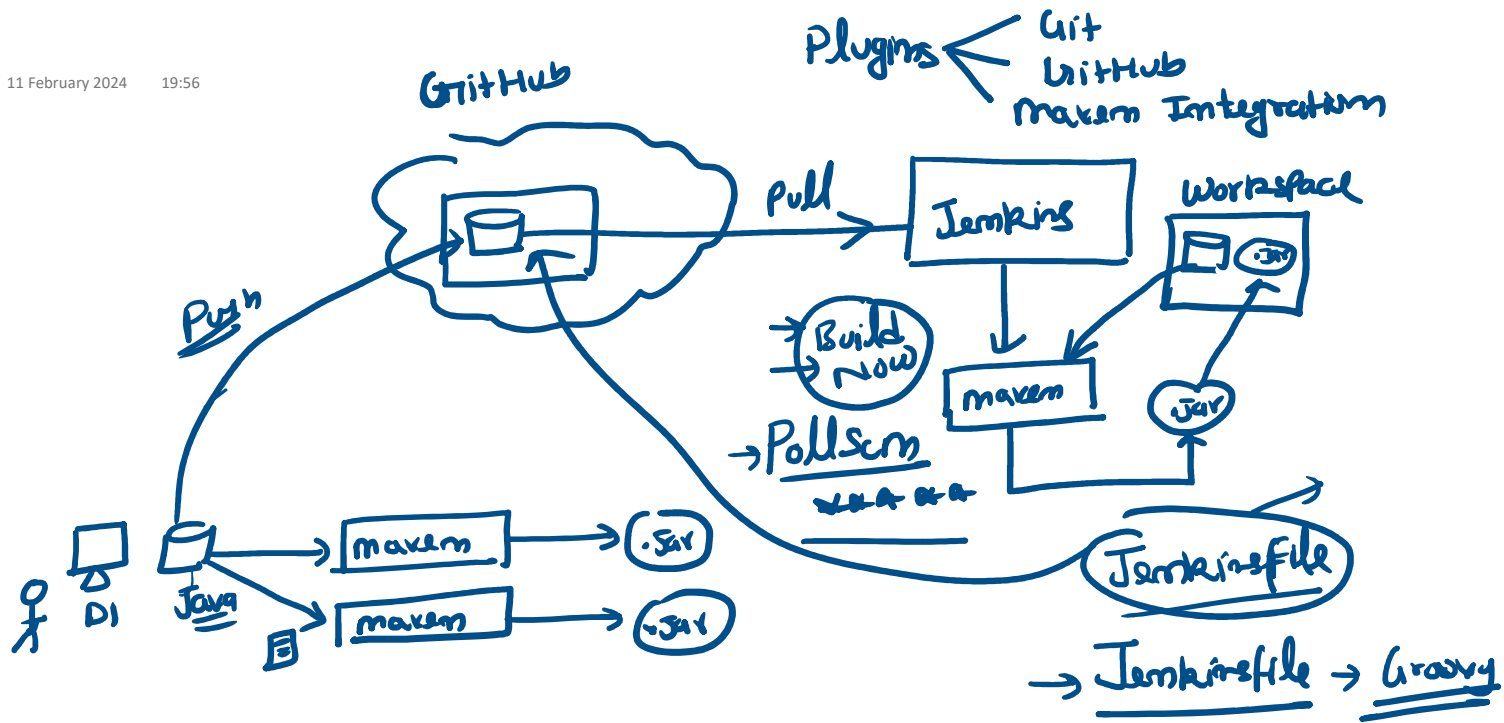 11 February 2024 19:56
GitHub
Plugins
Git
GitHub
Maven Integration
Push
Pull
Jenkins
Workspace
.Jar
Build
Now
Maven
.Jar
PollScm
* * * * *
Jenkinsfile
D1
Java
Maven
.Jar
Maven
.Jar
Jenkinsfile → Groovy